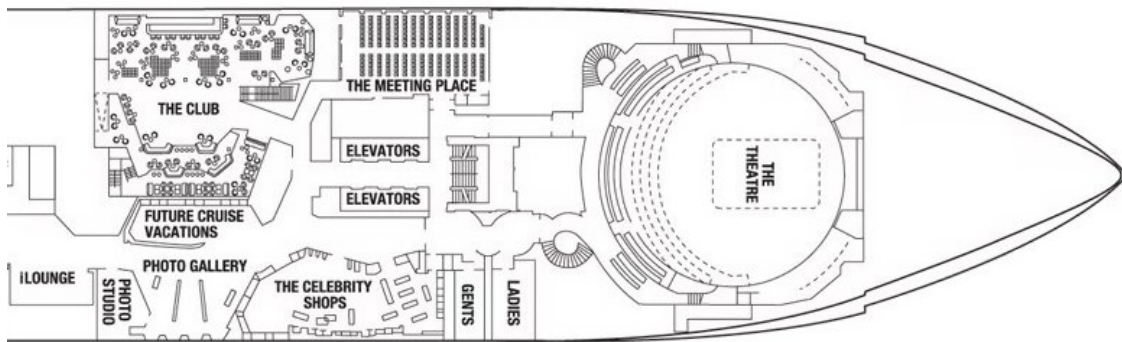 THE MEETING PLACE
THE CLUB
ELEVATORS
ELEVATORS
THE
THEATRE
FUTURE CRUISE
VACATIONS
PHOTO GALLERY
iLOUNGE
PHOTO
STUDIO
THE CELEBRITY
SHOPS
GENTS
LADIES